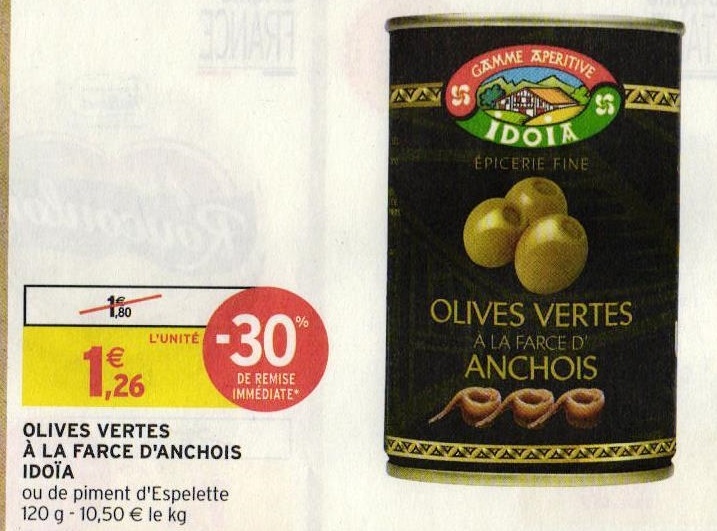 GAMME APERITIVE
IDOIA
ÉPICERIE FINE
OLIVES VERTES
À LA FARCE D'
ANCHOIS
1€,80
L'UNITÉ
1€,26
-30%
DE REMISE
IMMÉDIATE*
OLIVES VERTES
À LA FARCE D'ANCHOIS
IDOÏA
ou de piment d'Espelette
120 g - 10,50 € le kg